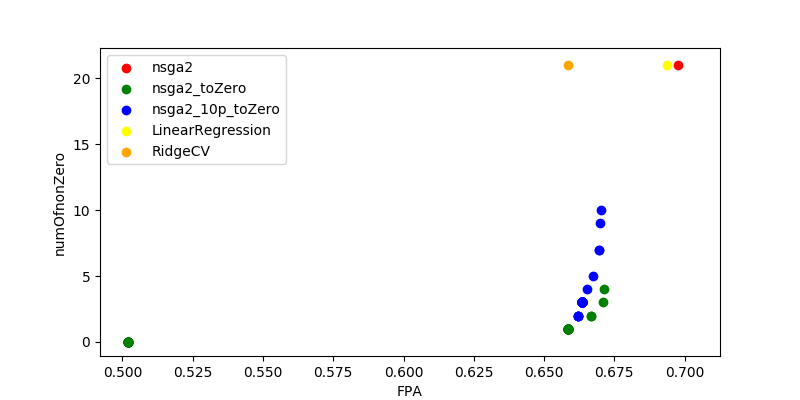 nsga2
nsga2_toZero
nsga2_10p_toZero
LinearRegression
RidgeCV
numOfnonZero
20
15
10
5
0
0.500 0.525 0.550 0.575 0.600 0.625 0.650 0.675 0.700
FPA